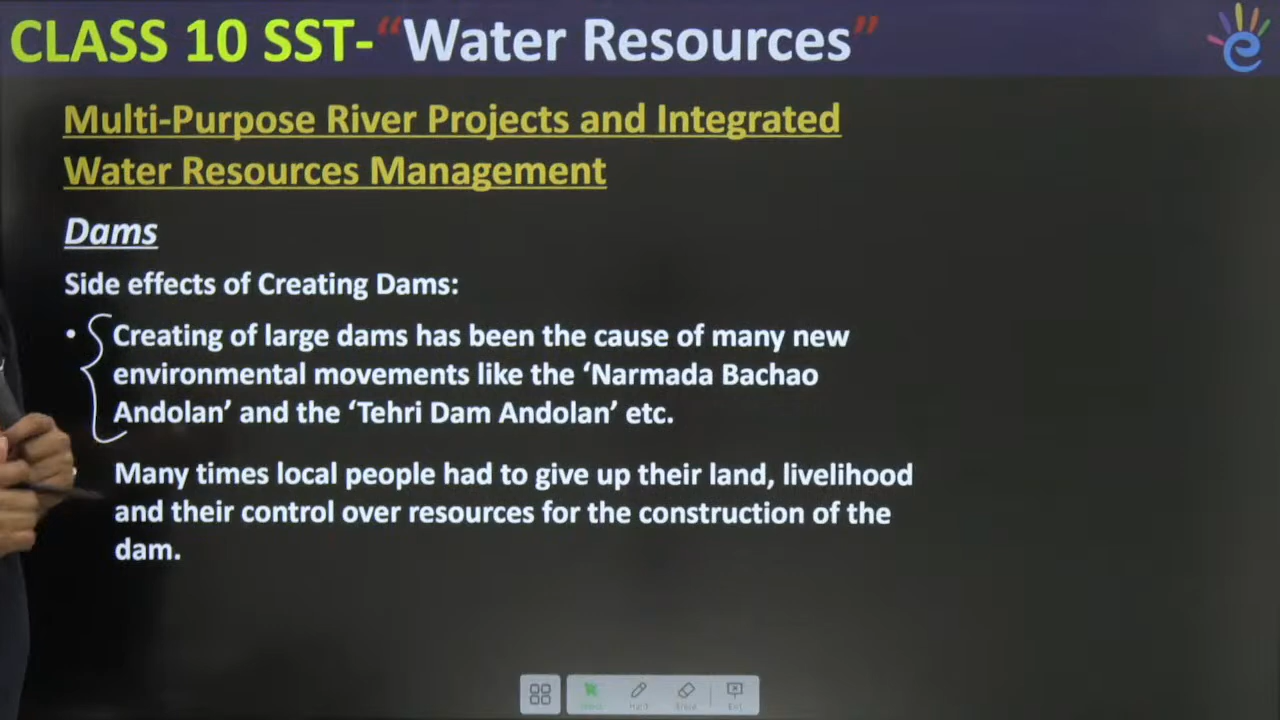 CLASS 10 SST-“Water Resources”
Multi-Purpose River Projects and Integrated
Water Resources Management
Dams
Side effects of Creating Dams:
• Creating of large dams has been the cause of many new
environmental movements like the ‘Narmada Bachao
Andolan’ and the ‘Tehri Dam Andolan’ etc.
Many times local people had to give up their land, livelihood
and their control over resources for the construction of the
dam.